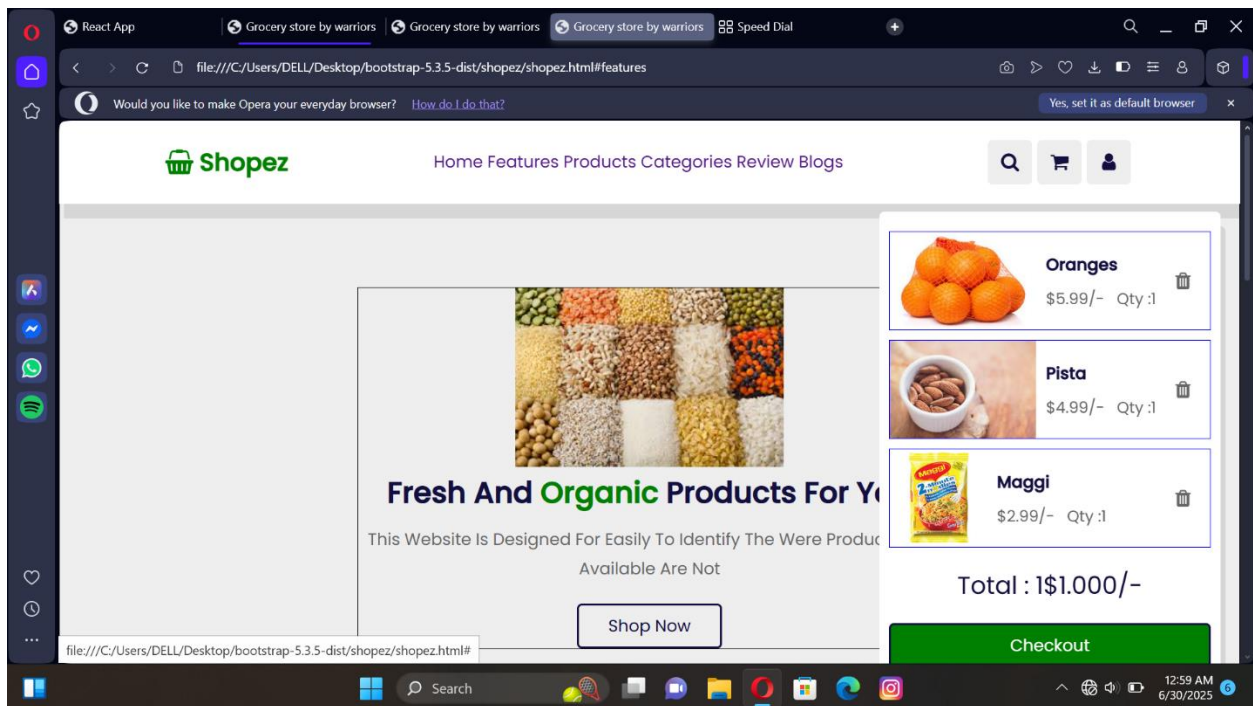 React App
Grocery store by warriors
Grocery store by warriors
Grocery store by warriors
Speed Dial
file:///C:/Users/DELL/Desktop/bootstrap-5.3.5-dist/shopez/shopez.html#features
Would you like to make Opera your everyday browser? How do I do that?
Yes, set it as default browser
Shopez
Home Features Products Categories Review Blogs
Fresh And Organic Products For
This Website Is Designed For Easily To Identify The Were
Available Are Not
Shop Now
Oranges
$5.99/- Qty :1
Pista
$4.99/- Qty :1
Maggi
2-Minute
Maggi
$2.99/- Qty :1
Total : 1$1.000/-
Checkout
file:///C:/Users/DELL/Desktop/bootstrap-5.3.5-dist/shopez/shopez.html#
Search
12:59 AM
6/30/2025
6